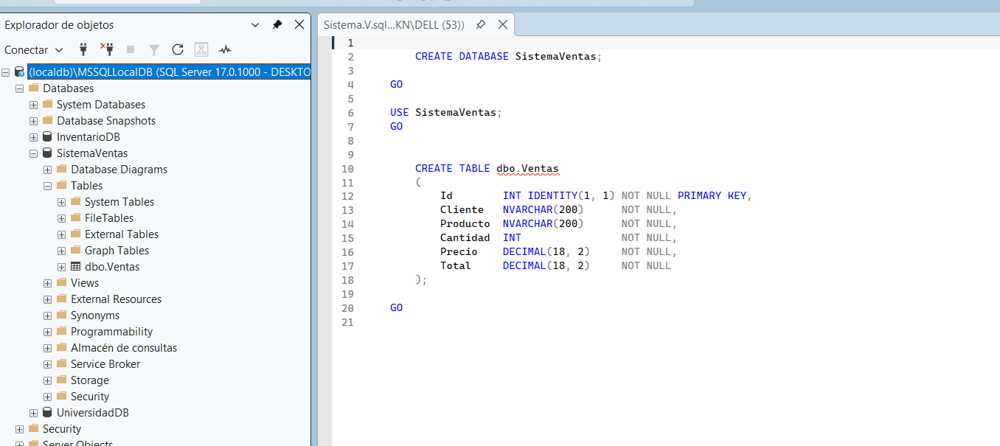 Explorador de objetos
Conectar
(localdb)\MSSQLLocalDB (SQL Server 17.0.1000 - DESKTO
Databases
System Databases
Database Snapshots
InventarioDB
SistemaVentas
Database Diagrams
Tables
System Tables
FileTables
External Tables
Graph Tables
dbo.Ventas
Views
External Resources
Synonyms
Programmability
Almacén de consultas
Service Broker
Storage
Security
UniversidadDB
Security
Server Objects
Sistema.V.sql...KN\DELL (53))
1
2 CREATE DATABASE SistemaVentas;
3
4 GO
5
6 USE SistemaVentas;
7 GO
8
9
10 CREATE TABLE dbo.Ventas
11 (
12 Id INT IDENTITY(1, 1) NOT NULL PRIMARY KEY,
13 Cliente NVARCHAR(200) NOT NULL,
14 Producto NVARCHAR(200) NOT NULL,
15 Cantidad INT NOT NULL,
16 Precio DECIMAL(18, 2) NOT NULL,
17 Total DECIMAL(18, 2) NOT NULL
18 );
19
20 GO
21